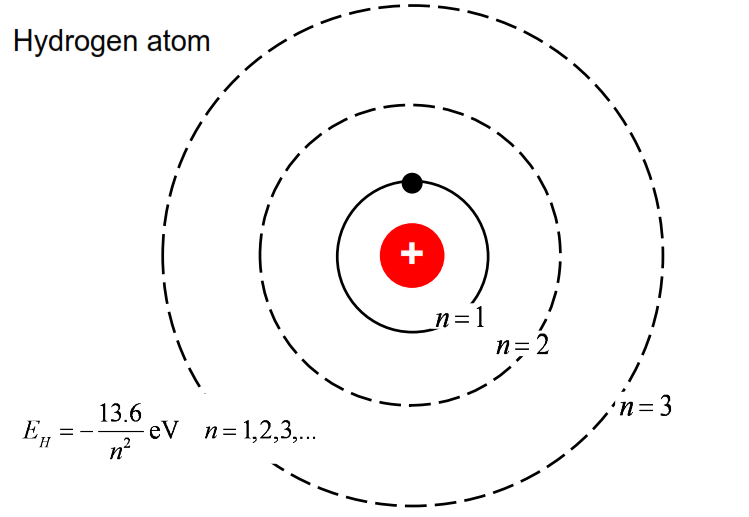 Hydrogen atom
+
n = 1
n = 2
n = 3
E_H = −13.6/n² eV n = 1,2,3,...